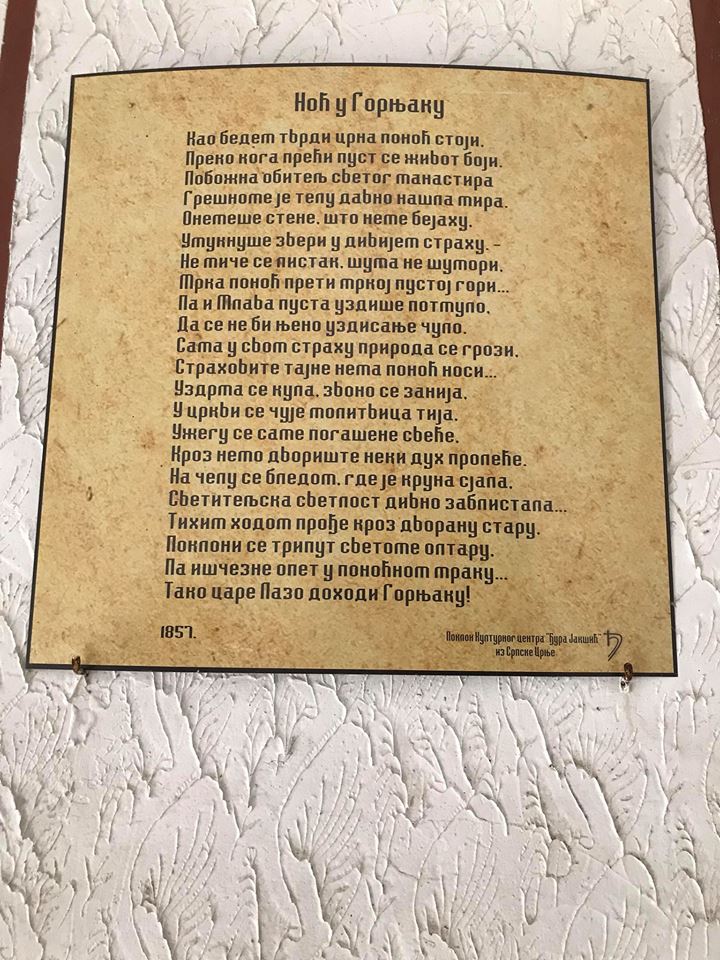 Ноћ у Горњаку
Као бедем тврди црна поноћ стоји,
Преко кога прећи пуст се живот боји.
Побожна обитељ светог манастира
Грешноме је телу давно нашла мира.
Онемеше стене, што неме бејаху,
Умукнуше звери у дивијем страху, -
Не миче се листак, шума не шумори,
Мрка поноћ прети мркој пустој гори...
Па и Млава пуста уздише потмуло,
Да се не би њено уздисање чуло.
Сама у свом страху природа се грози,
Страховите тајне нема поноћ носи...
Уздрма се кула, звоно се занија,
У цркви се чује молитвица тија,
Ужегу се саме погашене свеће,
Кроз немо двориште неки дух пролеће.
На челу се бледом, где је круна сјала,
Светитељска светлост дивно заблистала...
Тихим ходом прође кроз дворану стару,
Поклони се трипут светоме олтару,
Па ишчезне опет у поноћном мраку...
Тако царе Лазо доходи Горњаку!
1857.
Поклон Културног центра "Ђура Јакшић"
из Српске Црње